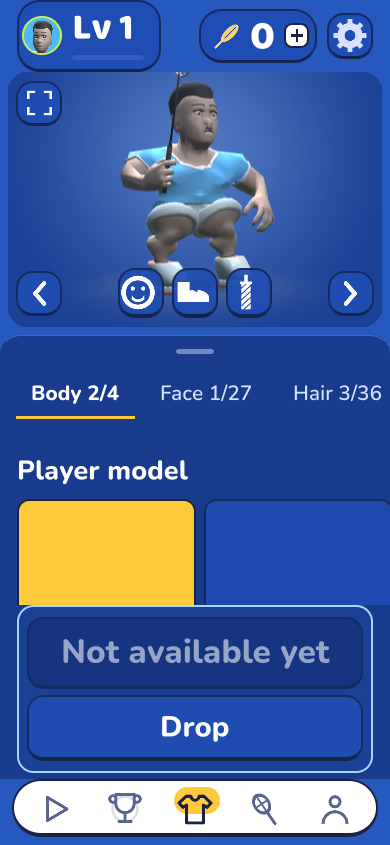 Lv 1
0
Body 2/4
Face 1/27
Hair 3/36
Player model
Not available yet
Drop